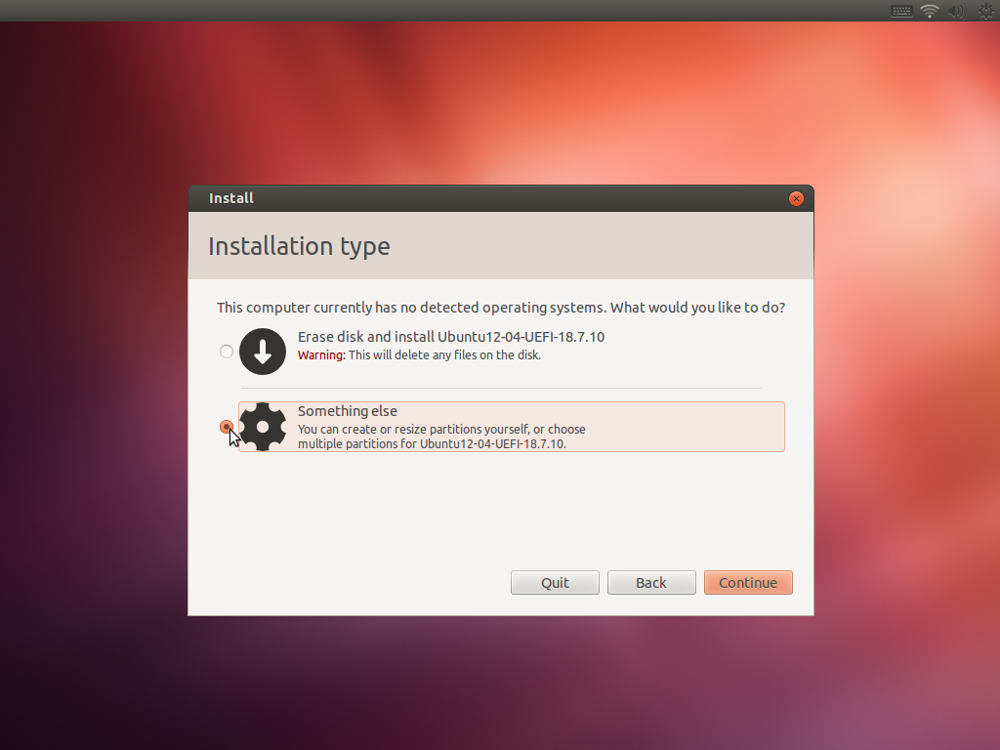 Install
Installation type
This computer currently has no detected operating systems. What would you like to do?
Erase disk and install Ubuntu12-04-UEFI-18.7.10
Warning: This will delete any files on the disk.
Something else
You can create or resize partitions yourself, or choose
multiple partitions for Ubuntu12-04-UEFI-18.7.10.
Quit Back Continue